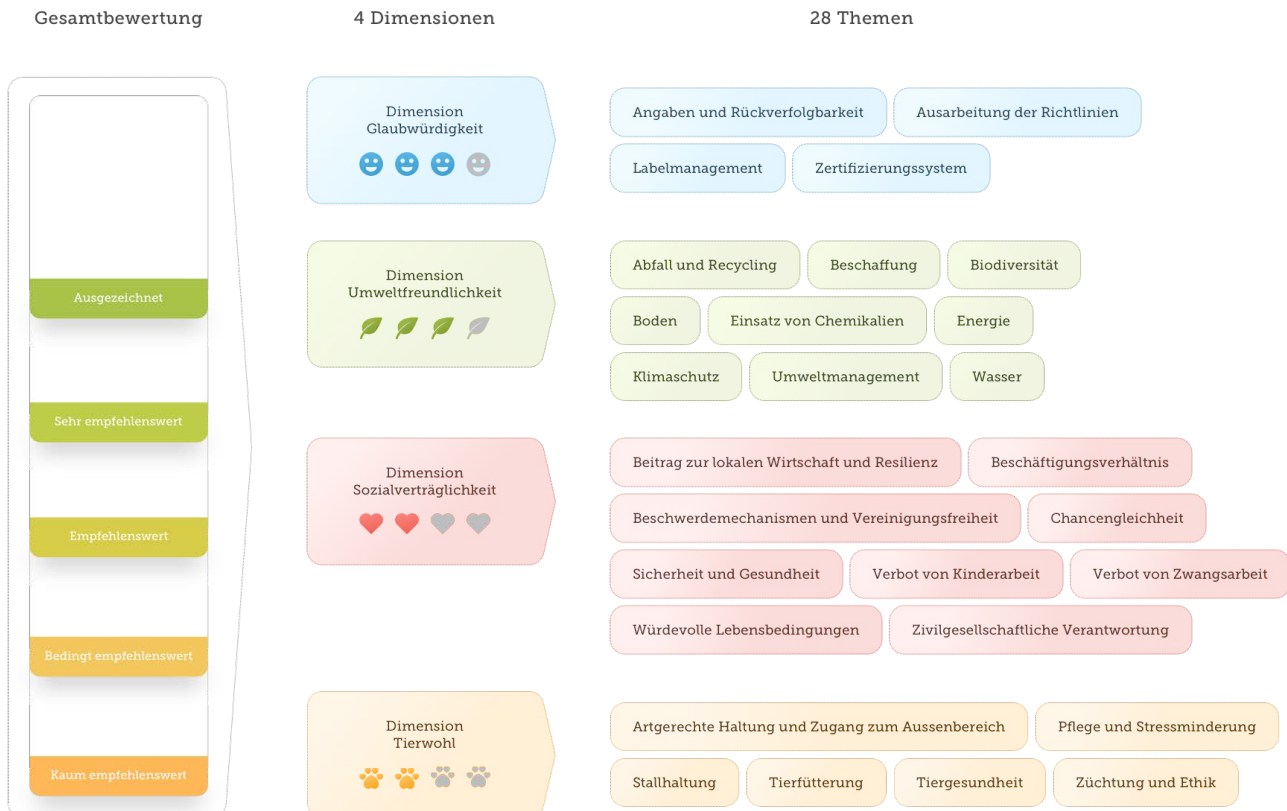 Gesamtbewertung
4 Dimensionen
28 Themen
Ausgezeichnet
Sehr empfehlenswert
Empfehlenswert
Bedingt empfehlenswert
Kaum empfehlenswert
Dimension
Glaubwürdigkeit
Angaben und Rückverfolgbarkeit
Ausarbeitung der Richtlinien
Labelmanagement
Zertifizierungssystem
Dimension
Umweltfreundlichkeit
Abfall und Recycling
Beschaffung
Biodiversität
Boden
Einsatz von Chemikalien
Energie
Klimaschutz
Umweltmanagement
Wasser
Dimension
Sozialverträglichkeit
Beitrag zur lokalen Wirtschaft und Resilienz
Beschäftigungsverhältnis
Beschwerdemechanismen und Vereinigungsfreiheit
Chancengleichheit
Sicherheit und Gesundheit
Verbot von Kinderarbeit
Verbot von Zwangsarbeit
Würdevolle Lebensbedingungen
Zivilgesellschaftliche Verantwortung
Dimension
Tierwohl
Artgerechte Haltung und Zugang zum Aussenbereich
Pflege und Stressminderung
Stallhaltung
Tierfütterung
Tiergesundheit
Züchtung und Ethik